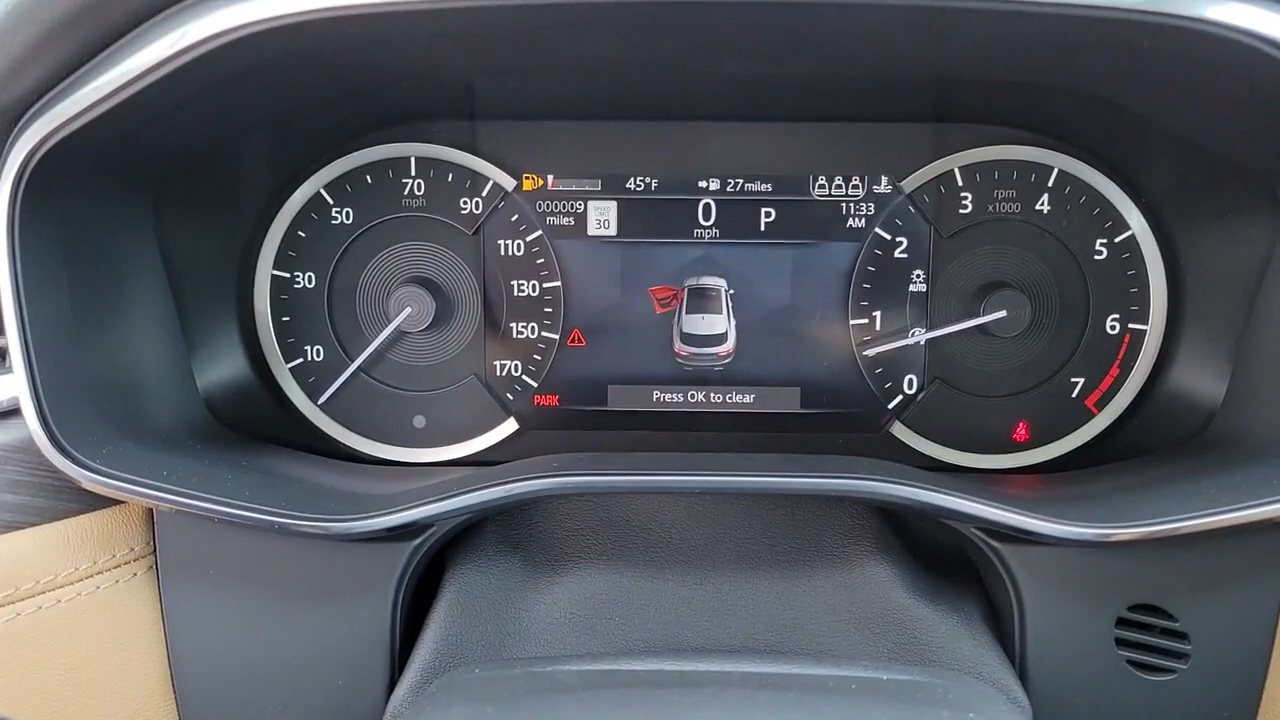 70
mph
50
90
30
10
110
130
150
170
PARK
45°F
27 miles
000009
miles
SPEED
LIMIT
30
0
mph
P
11:33
AM
Press OK to clear
rpm
x1000
3
4
2
5
AUTO
1
6
0
7